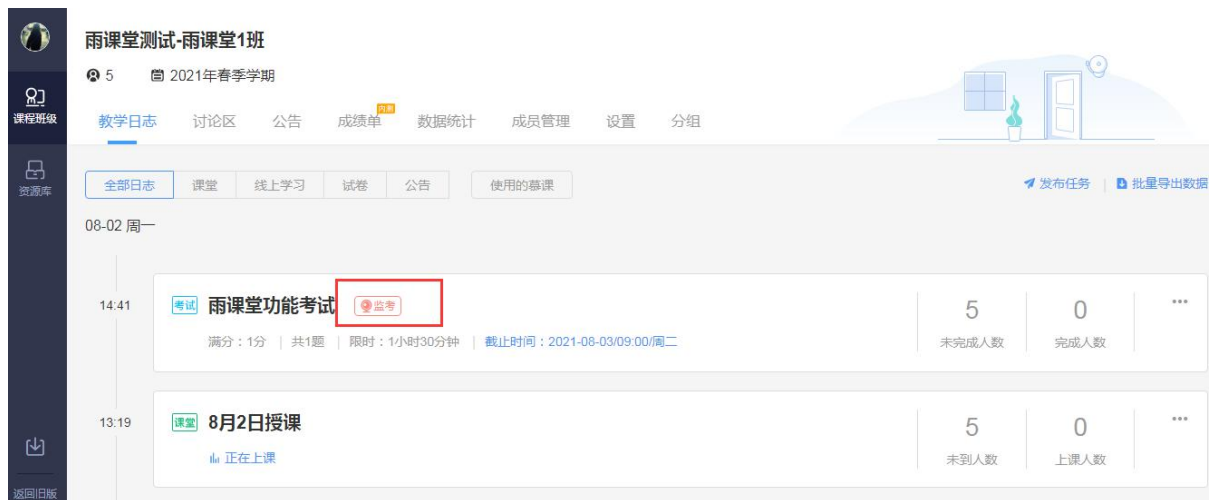 雨课堂测试-雨课堂1班
5 2021年春季学期
课程班级
教学日志 讨论区 公告 成绩单 内测 数据统计 成员管理 设置 分组
资源库
全部日志 课堂 线上学习 试卷 公告 使用的慕课 发布任务 批量导出数据
08-02 周一
14:41 考试 雨课堂功能考试 监考 5 0 ···
满分：1分 | 共1题 | 限时：1小时30分钟 | 截止时间：2021-08-03/09:00/周二 未完成人数 完成人数
13:19 课堂 8月2日授课 5 0 ···
正在上课 未到人数 上课人数
返回旧版